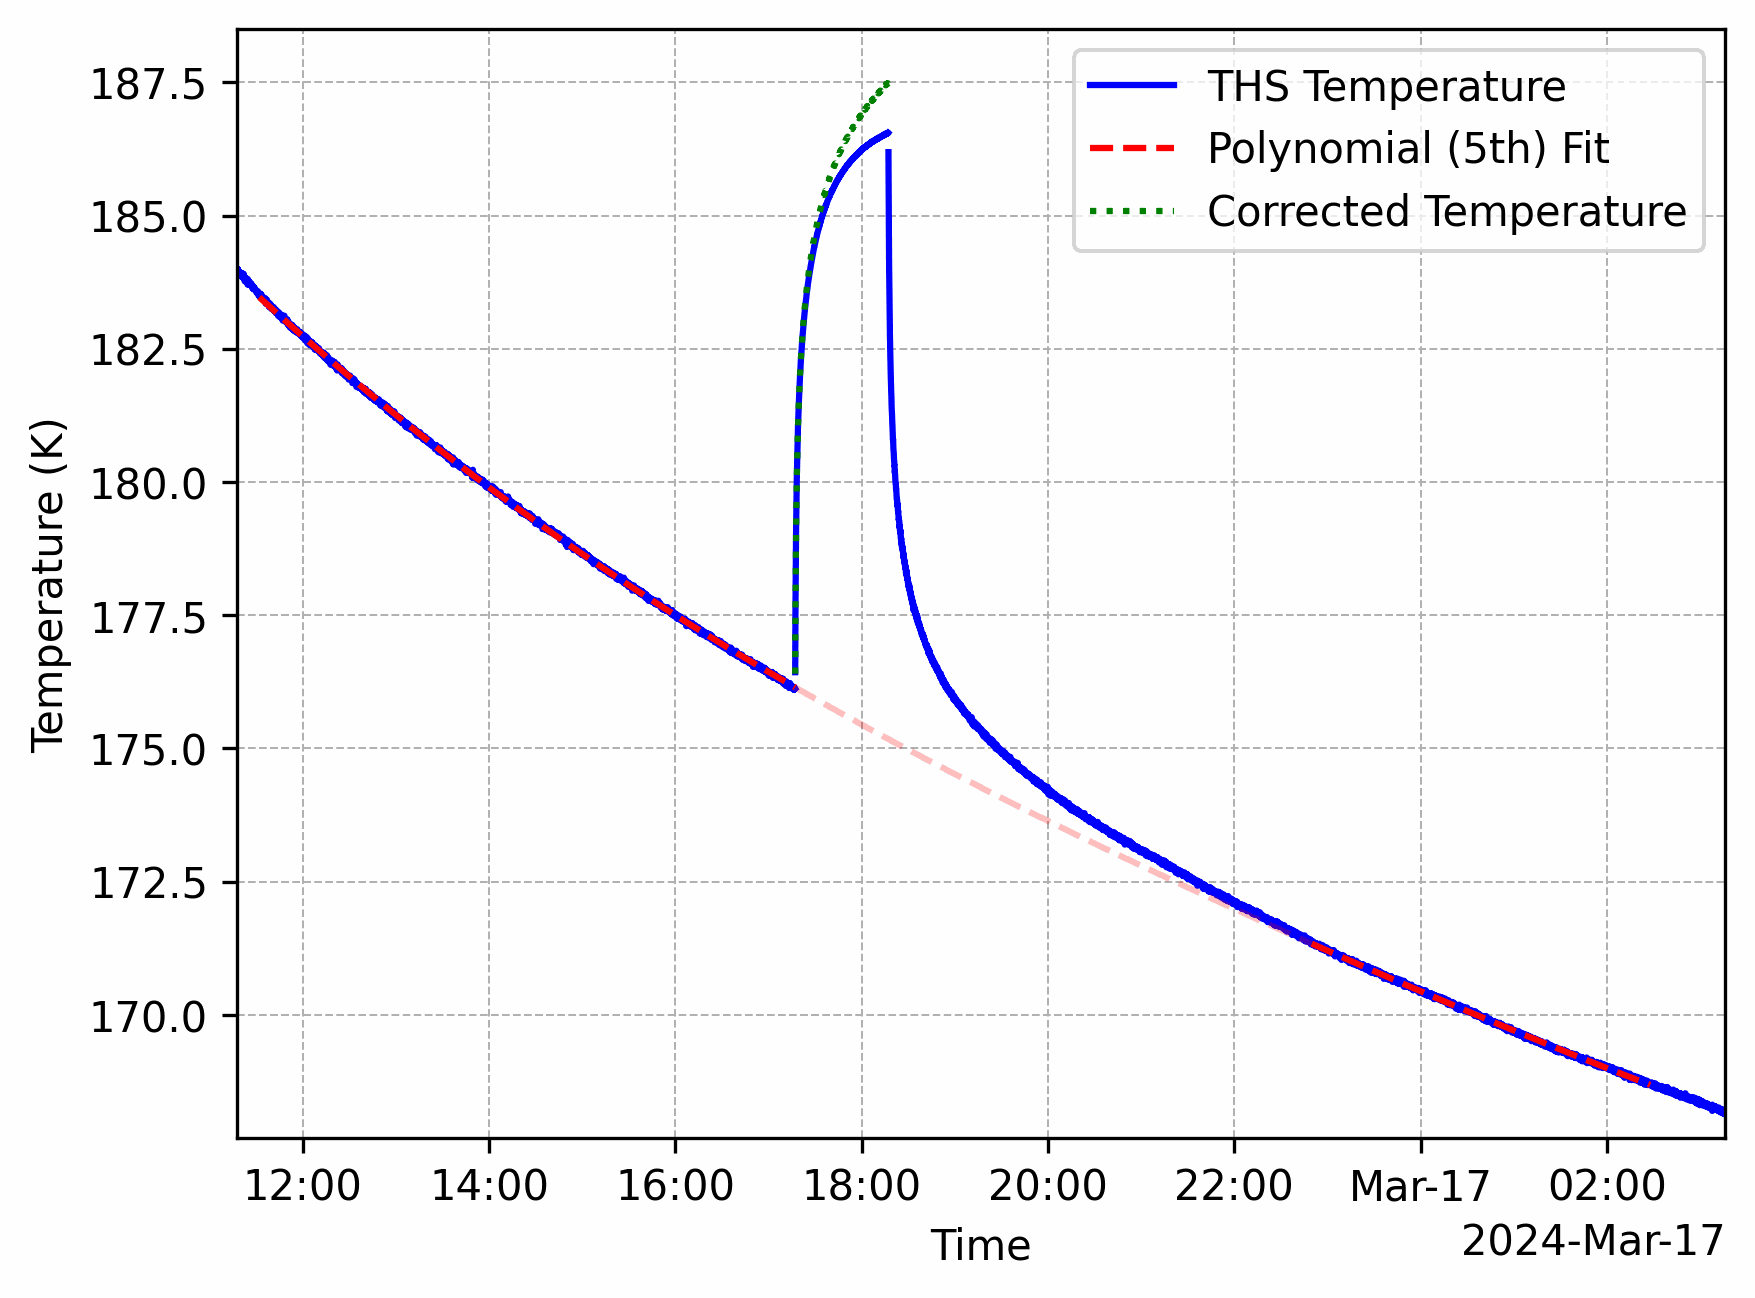 187.5
185.0
182.5
180.0
177.5
175.0
172.5
170.0
Temperature (K)
THS Temperature
Polynomial (5th) Fit
Corrected Temperature
12:00 14:00 16:00 18:00 20:00 22:00 Mar-17 02:00
Time
2024-Mar-17